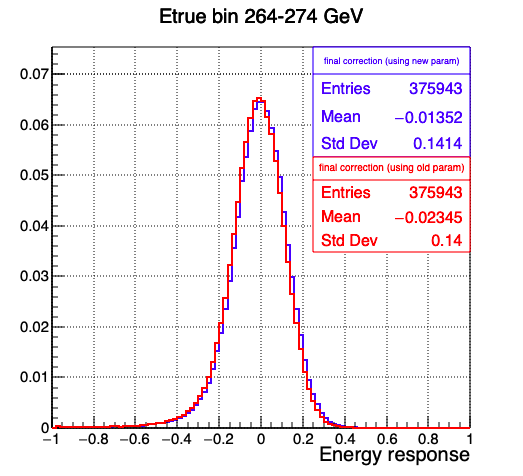 Etrue bin 264-274 GeV
final correction (using new param)
Entries 375943
Mean −0.01352
Std Dev 0.1414
final correction (using old param)
Entries 375943
Mean −0.02345
Std Dev 0.14
0.07
0.06
0.05
0.04
0.03
0.02
0.01
0
−1 −0.8 −0.6 −0.4 −0.2 0 0.2 0.4 0.6 0.8 1
Energy response